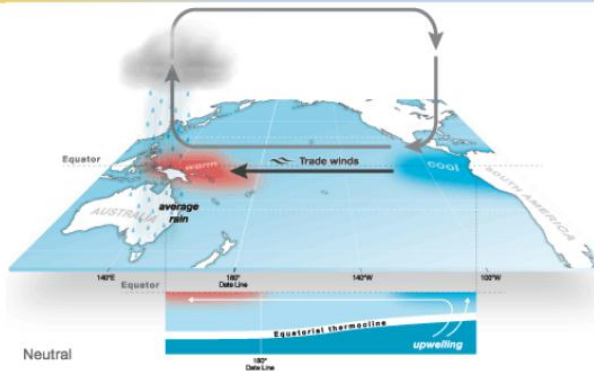 Equator
warm
Trade winds
cool
AUSTRALIA
average
rain
SOUTH AMERICA
140°E
180°
Date Line
140°W
100°W
Equator
Equatorial thermocline
upwelling
Neutral
180°
Date Line